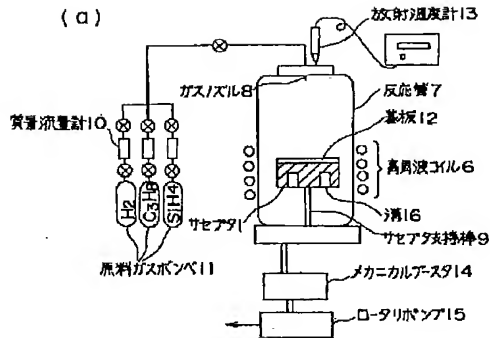 (a)
放射温度計13
ガスノズル8
反応管7
基板12
質量流量計10
高周波コイル6
H2
C3H8
SiH4
サセプタ1
溝16
サセプタ支持棒9
原料ガスボンベ11
メカニカルブースタ14
ロータリポンプ15